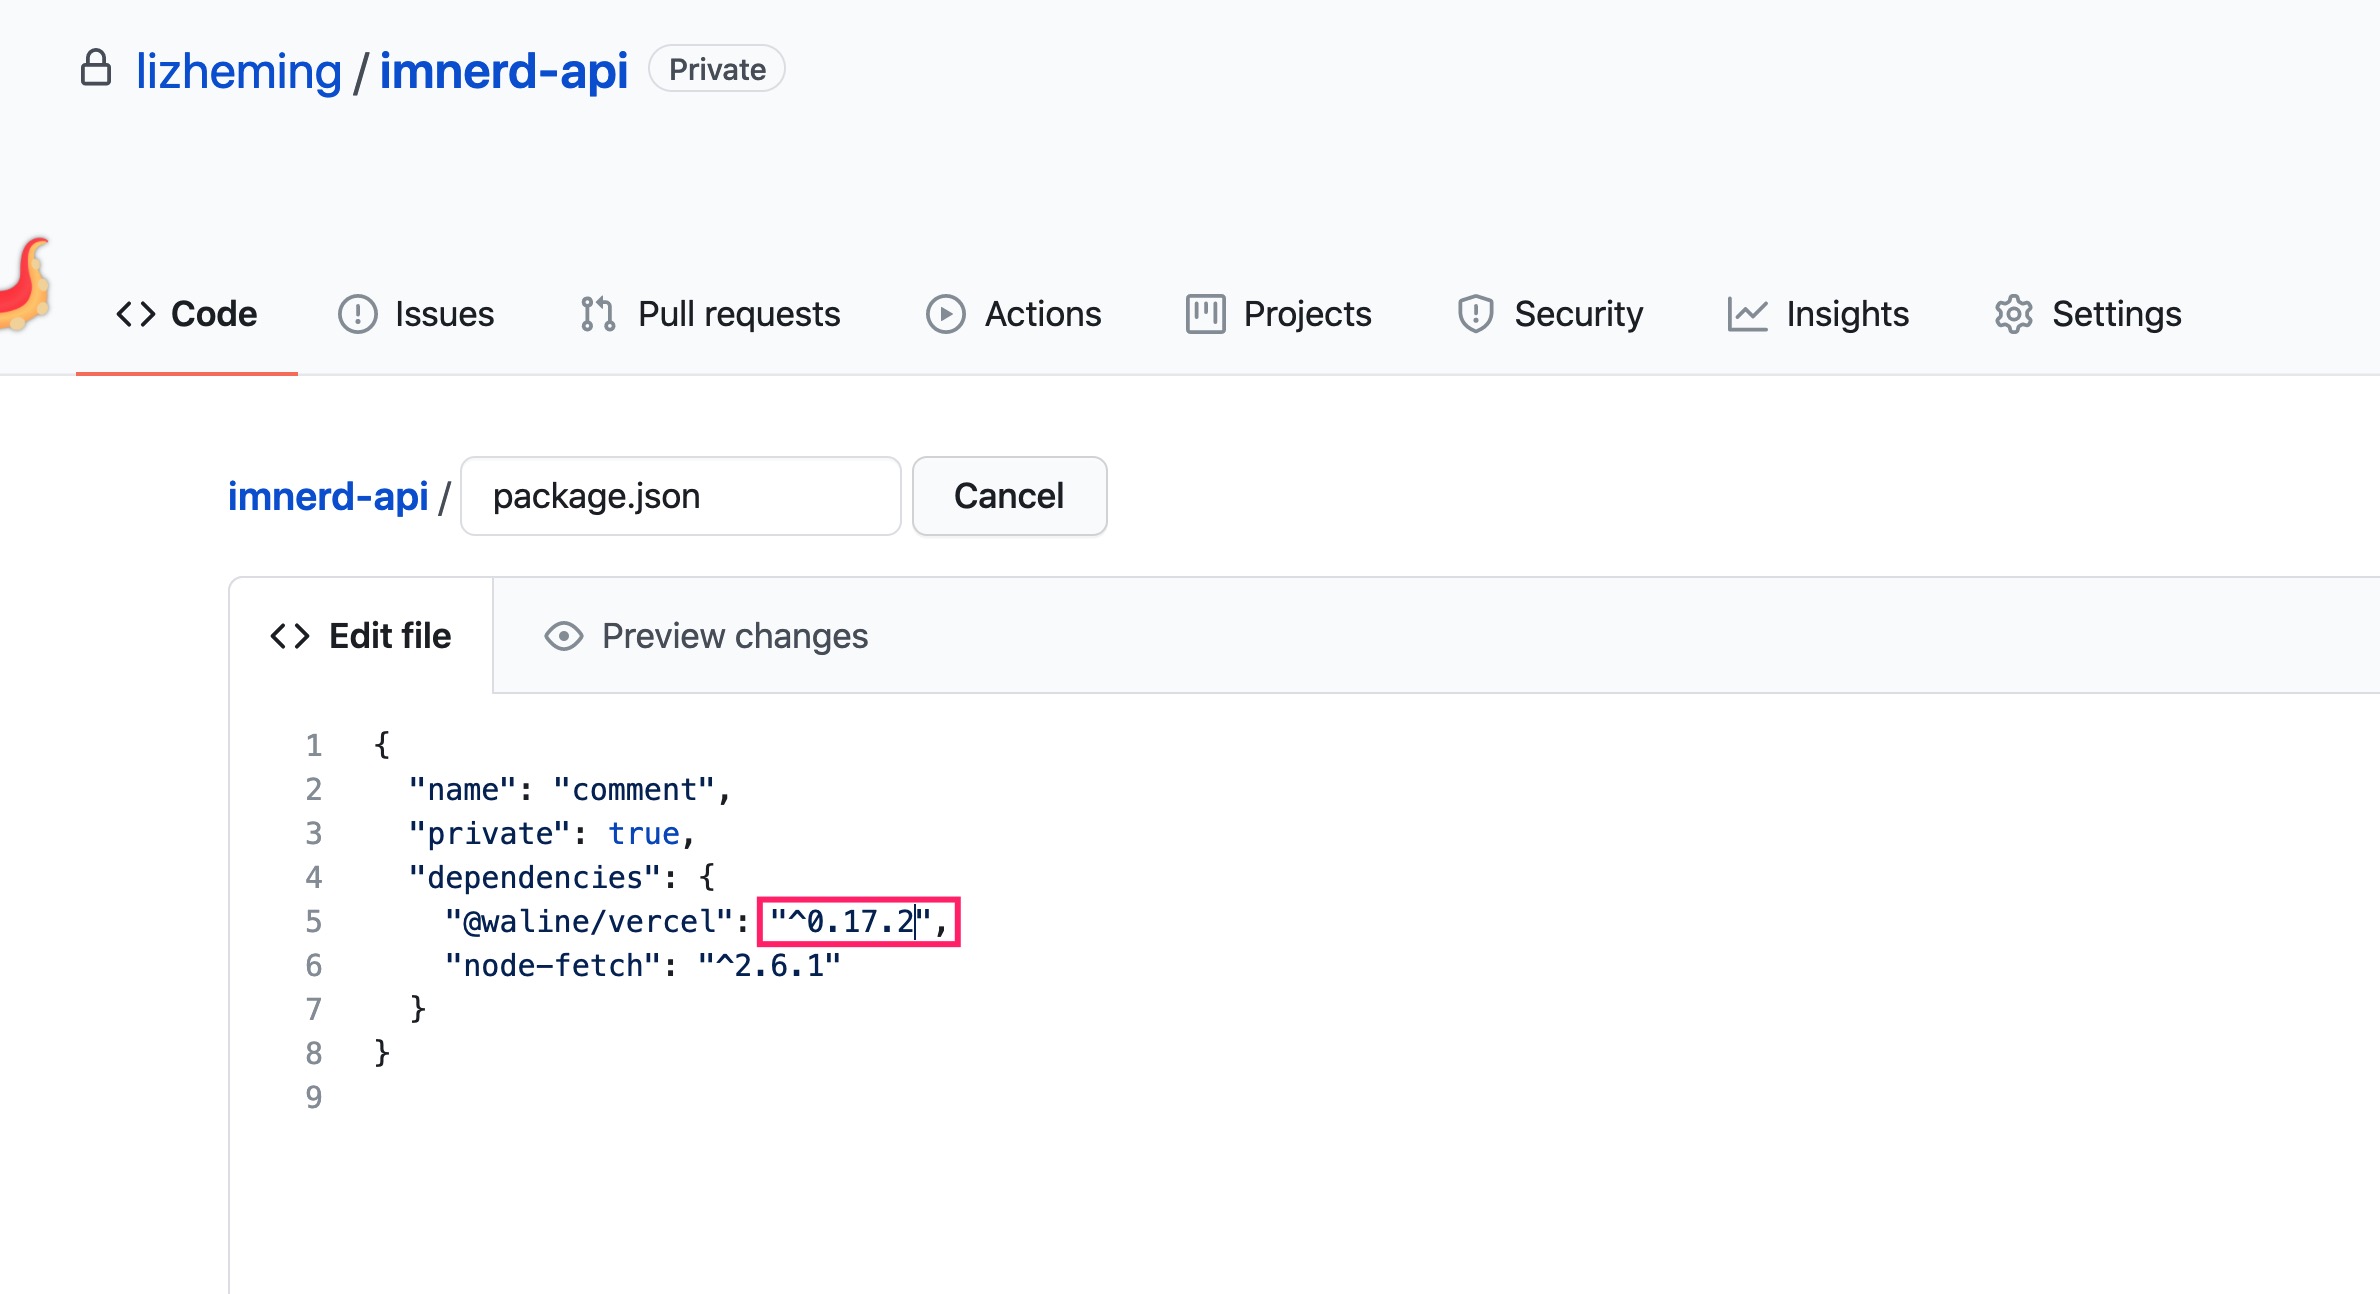 lizheming / imnerd-api Private
Code Issues Pull requests Actions Projects Security Insights Settings
imnerd-api / package.json Cancel
Edit file Preview changes
1 {
2 "name": "comment",
3 "private": true,
4 "dependencies": {
5 "@waline/vercel": "^0.17.2",
6 "node-fetch": "^2.6.1"
7 }
8 }
9